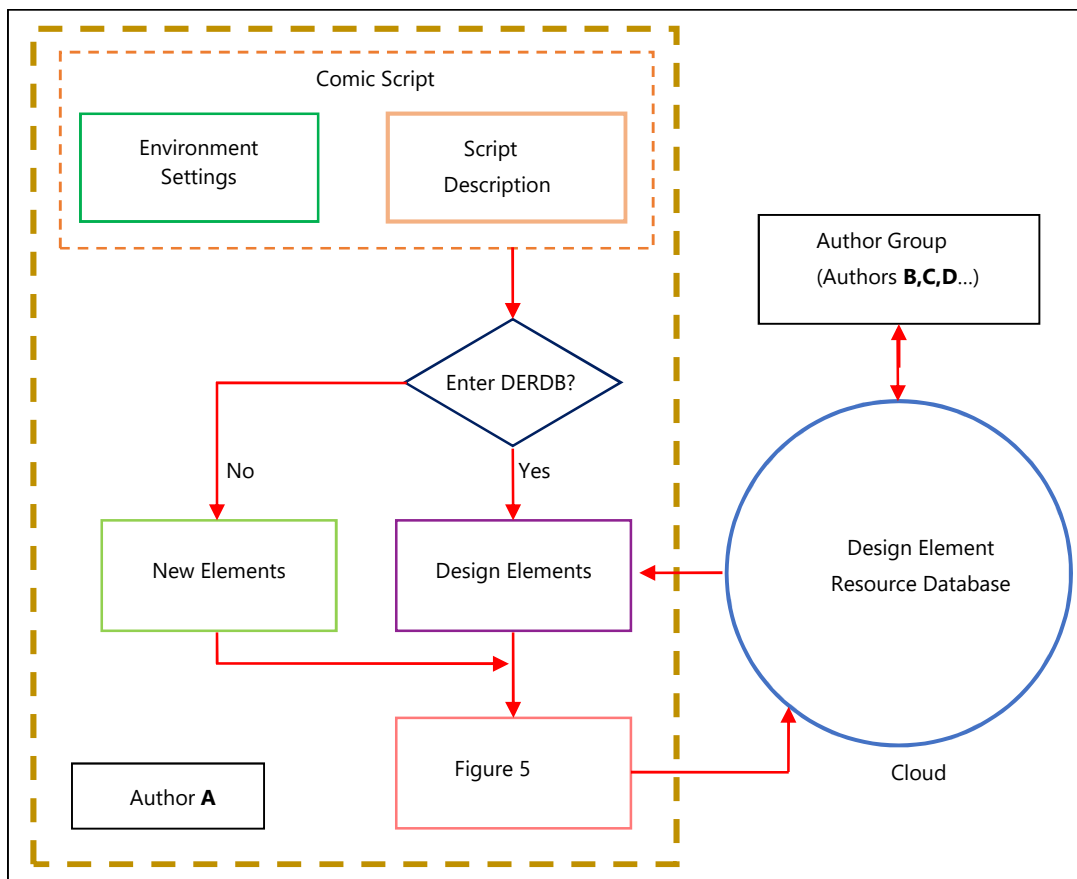 Comic Script
Environment
Settings
Script
Description
Author Group
(Authors B,C,D...)
Enter DERDB?
No
Yes
New Elements
Design Elements
Design Element
Resource Database
Figure 5
Cloud
Author A